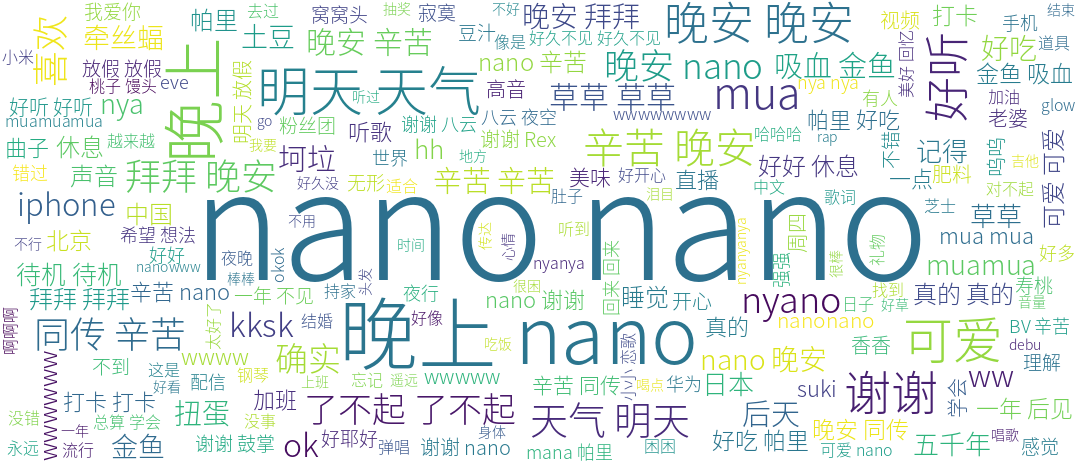 我爱你
去过
抽奖
窝窝头
寂寞
晚安 拜拜
不好
好久不见 好久不见
晚安 晚安
视频
打卡
手机
结束
喜欢
牵丝蝠
帕里
土豆
晚安 辛苦
豆汁
像是
美好 回忆
好听
好吃
道具
小米
放假 放假
桃子 馒头
eve
晚上
明天 放假
明天 天气
nano 辛苦
晚安 nano
吸血 金鱼
金鱼 吸血
听过
高音
草草 草草
mua
nya nya
有人
加油
glow
好听 好听
nya
muamuamua
go
粉丝团
听歌
谢谢 八云
八云 夜空
wwwwwwww
帕里 好吃
老婆
曲子
休息
越来越
我要
谢谢 Rex
辛苦 晚安
哈哈哈
rap
不错
呜呜
可爱 可爱
错过
声音
拜拜 晚安
坷垃
hh
世界
地方
好好 休息
记得
吉他
无形
适合
辛苦 辛苦
美味
好开心
直播
一点
肥料
对不起
iphone
中国
好久没
nano nano
肚子
泪目
中文
歌词
芝士
草草
北京
希望 想法
不用
传达
心情
听到
nyanyanya
周四
礼物
mua mua
不行
好好
夜晚
okok
时间
强强
很棒
好多
待机 待机
nanowww
棒棒
头发
nyanya
回来 回来
找到
muamua
拜拜 拜拜
辛苦 nano
一年 不见
持家
夜行
很困
nano 谢谢
睡觉
开心
nyano
日子
好草
真的 真的
寿桃
音量
啊啊啊
同传 辛苦
太好了
kksk
结婚
好像
晚上 nano
小小 恋歌
真的
nanonano
BV 辛苦
debu
wwwwwwwww
不到
这是
好看
wwww
确实
钢琴
上班
吃饭
nano 晚安
可爱
香香
理解
配信
忘记
遥远
wwwwww
辛苦 同传
喝点
华为
日本
suki
ww
学会
打卡 打卡
扭蛋
加班
了不起 了不起
天气 明天
谢谢
后天
一年 后见
没错
一年
总算 学会
没事
永远
流行
金鱼
谢谢 鼓掌
ok
好耶好
弹唱
身体
谢谢 nano
mana 帕里
困困
好吃 帕里
晚安 同传
可爱 nano
五千年
唱歌
感觉